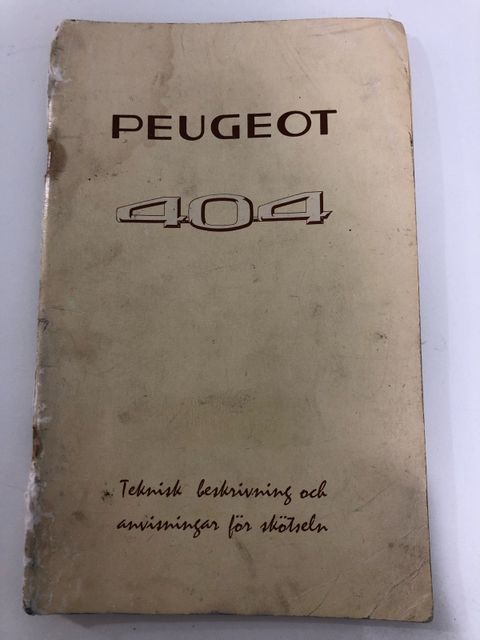 PEUGEOT
404
Teknisk beskrivning och
anvisningar för skötseln